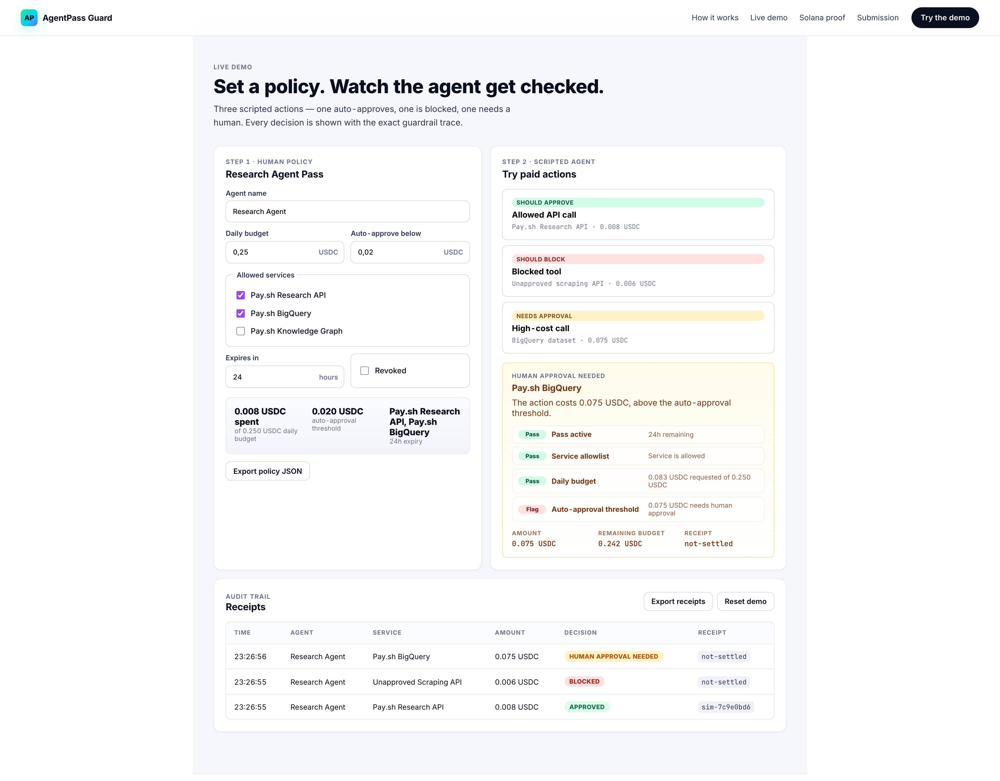 AP AgentPass Guard
How it works Live demo Solana proof Submission Try the demo
LIVE DEMO
Set a policy. Watch the agent get checked.
Three scripted actions — one auto-approves, one is blocked, one needs a
human. Every decision is shown with the exact guardrail trace.
STEP 1 · HUMAN POLICY
Research Agent Pass
Agent name
Research Agent
Daily budget Auto-approve below
0,25 USDC 0,02 USDC
Allowed services
Pay.sh Research API
Pay.sh BigQuery
Pay.sh Knowledge Graph
Expires in
24 hours
Revoked
0.008 USDC
spent
of 0.250 USDC daily
budget
0.020 USDC
auto-approval
threshold
Pay.sh Research
API, Pay.sh
BigQuery
24h expiry
Export policy JSON
STEP 2 · SCRIPTED AGENT
Try paid actions
SHOULD APPROVE
Allowed API call
Pay.sh Research API · 0.008 USDC
SHOULD BLOCK
Blocked tool
Unapproved scraping API · 0.006 USDC
NEEDS APPROVAL
High-cost call
BigQuery dataset · 0.075 USDC
HUMAN APPROVAL NEEDED
Pay.sh BigQuery
The action costs 0.075 USDC, above the auto-approval
threshold.
Pass Pass active 24h remaining
Pass Service allowlist Service is allowed
Pass Daily budget 0.083 USDC requested of 0.250
USDC
Flag Auto-approval threshold 0.075 USDC needs human
approval
AMOUNT REMAINING BUDGET RECEIPT
0.075 USDC 0.242 USDC not-settled
AUDIT TRAIL
Receipts
Export receipts Reset demo
TIME AGENT SERVICE AMOUNT DECISION RECEIPT
23:26:56 Research Agent Pay.sh BigQuery 0.075 USDC HUMAN APPROVAL NEEDED not-settled
23:26:55 Research Agent Unapproved Scraping API 0.006 USDC BLOCKED not-settled
23:26:55 Research Agent Pay.sh Research API 0.008 USDC APPROVED sim-7c9e0bd6